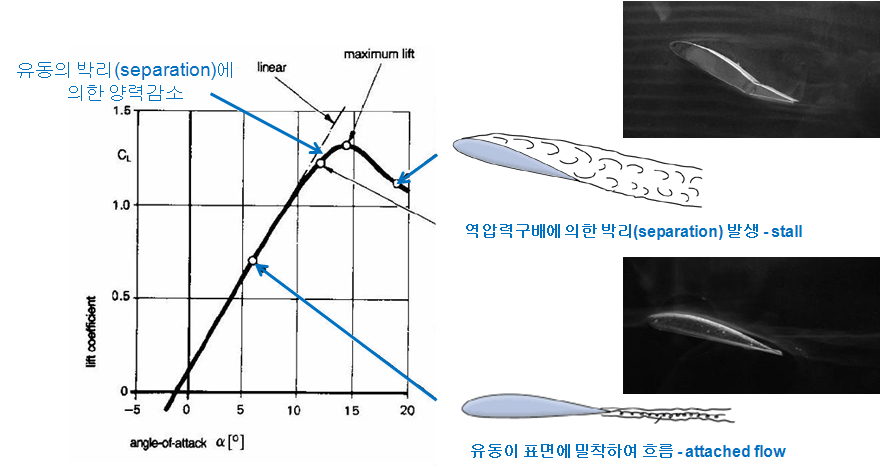 유동의 박리(separation)에
의한 양력감소
linear
maximum lift
1.5
CL
1.0
0.5
0
-5
0
5
10
15
20
lift coefficient
angle-of-attack α[°]
역압력구배에 의한 박리(separation) 발생 - stall
유동이 표면에 밀착하여 흐름 - attached flow